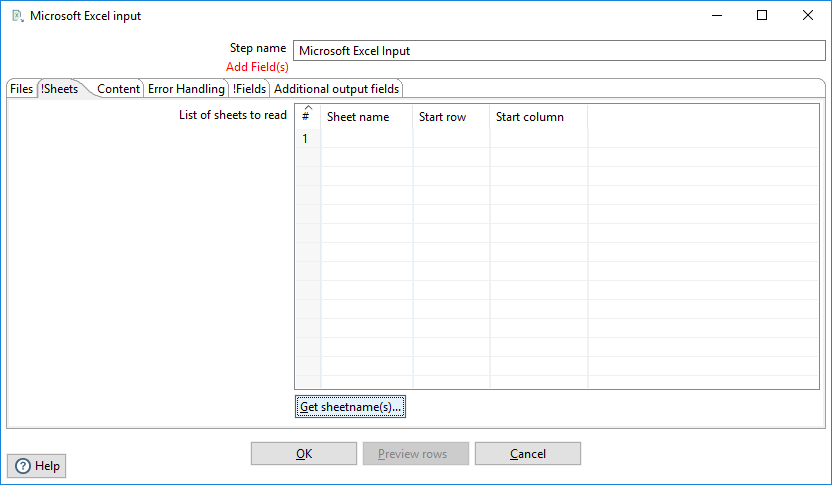 Microsoft Excel input
Step name Microsoft Excel Input
Add Field(s)
Files !Sheets Content Error Handling !Fields Additional output fields
List of sheets to read # Sheet name Start row Start column
1
Get sheetname(s)...
OK Preview rows Cancel
Help